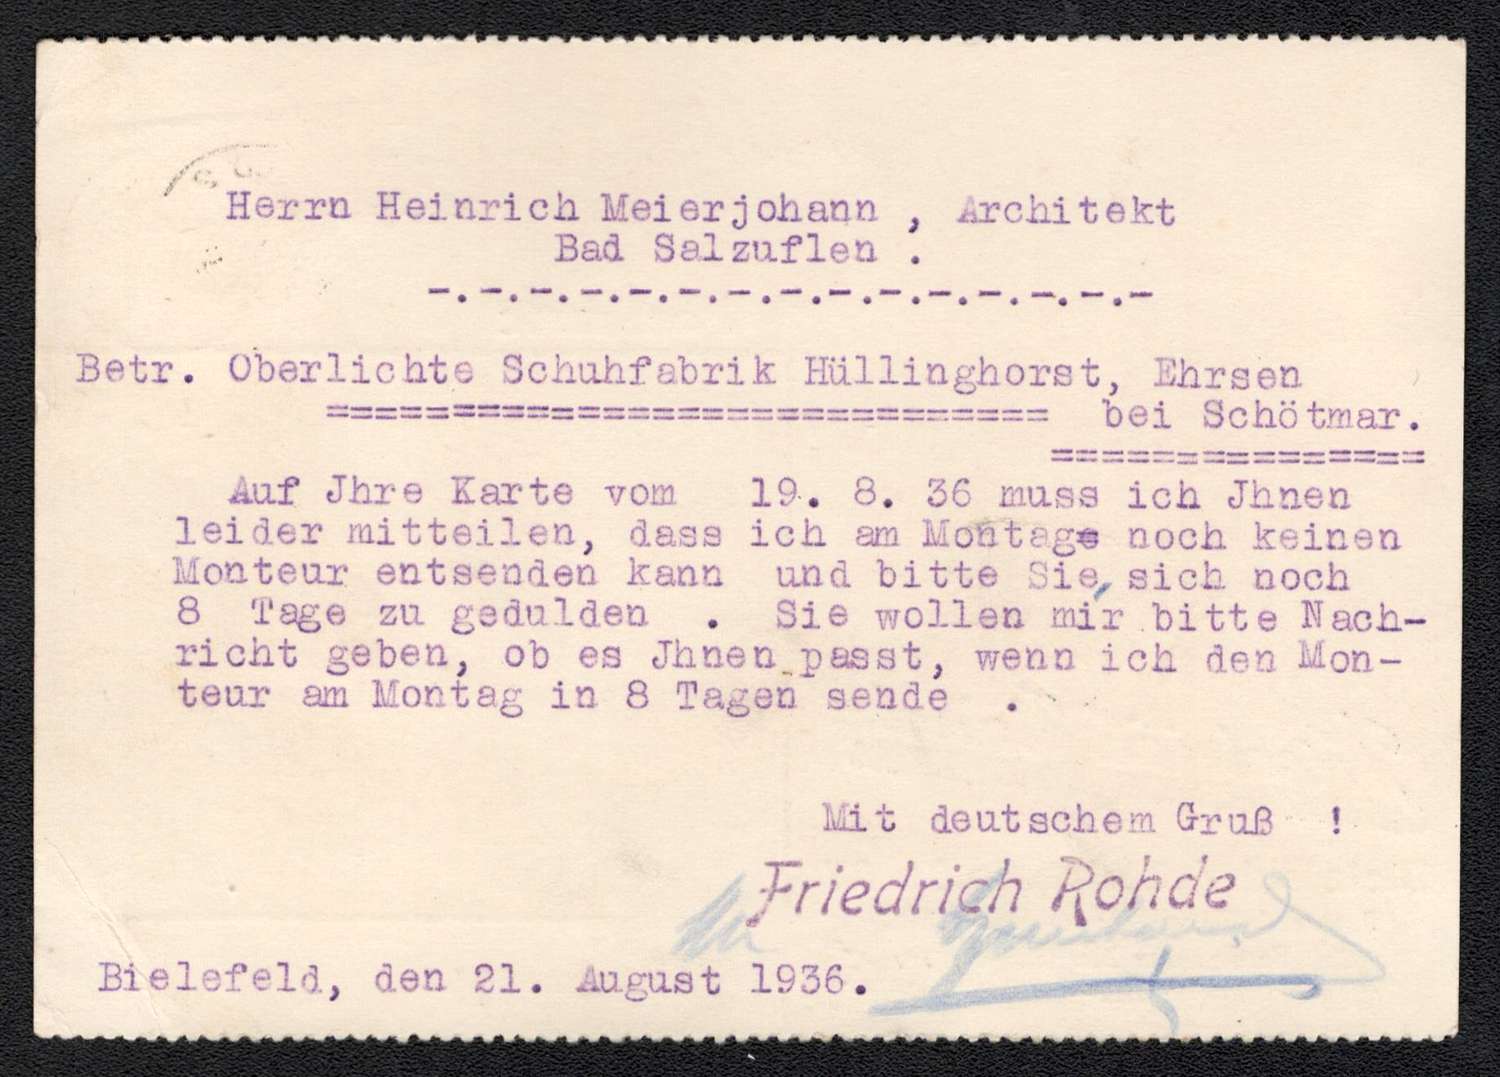 Herrn Heinrich Meierjohann , Architekt
Bad Salzuflen .
-.-.-.-.-.-.-.-.-.-.-.-.-.-.-
Betr. Oberlichte Schuhfabrik Hüllinghorst, Ehrsen
=============================
bei Schötmar.
===============
Auf Jhre Karte vom 19. 8. 36 muss ich Jhnen
leider mitteilen, dass ich am Montage noch keinen
Monteur entsenden kann und bitte Sie, sich noch
8 Tage zu gedulden . Sie wollen mir bitte Nach-
richt geben, ob es Jhnen passt, wenn ich den Mon-
teur am Montag in 8 Tagen sende .
Mit deutschem Gruß !
Friedrich Rohde
Bielefeld, den 21. August 1936.